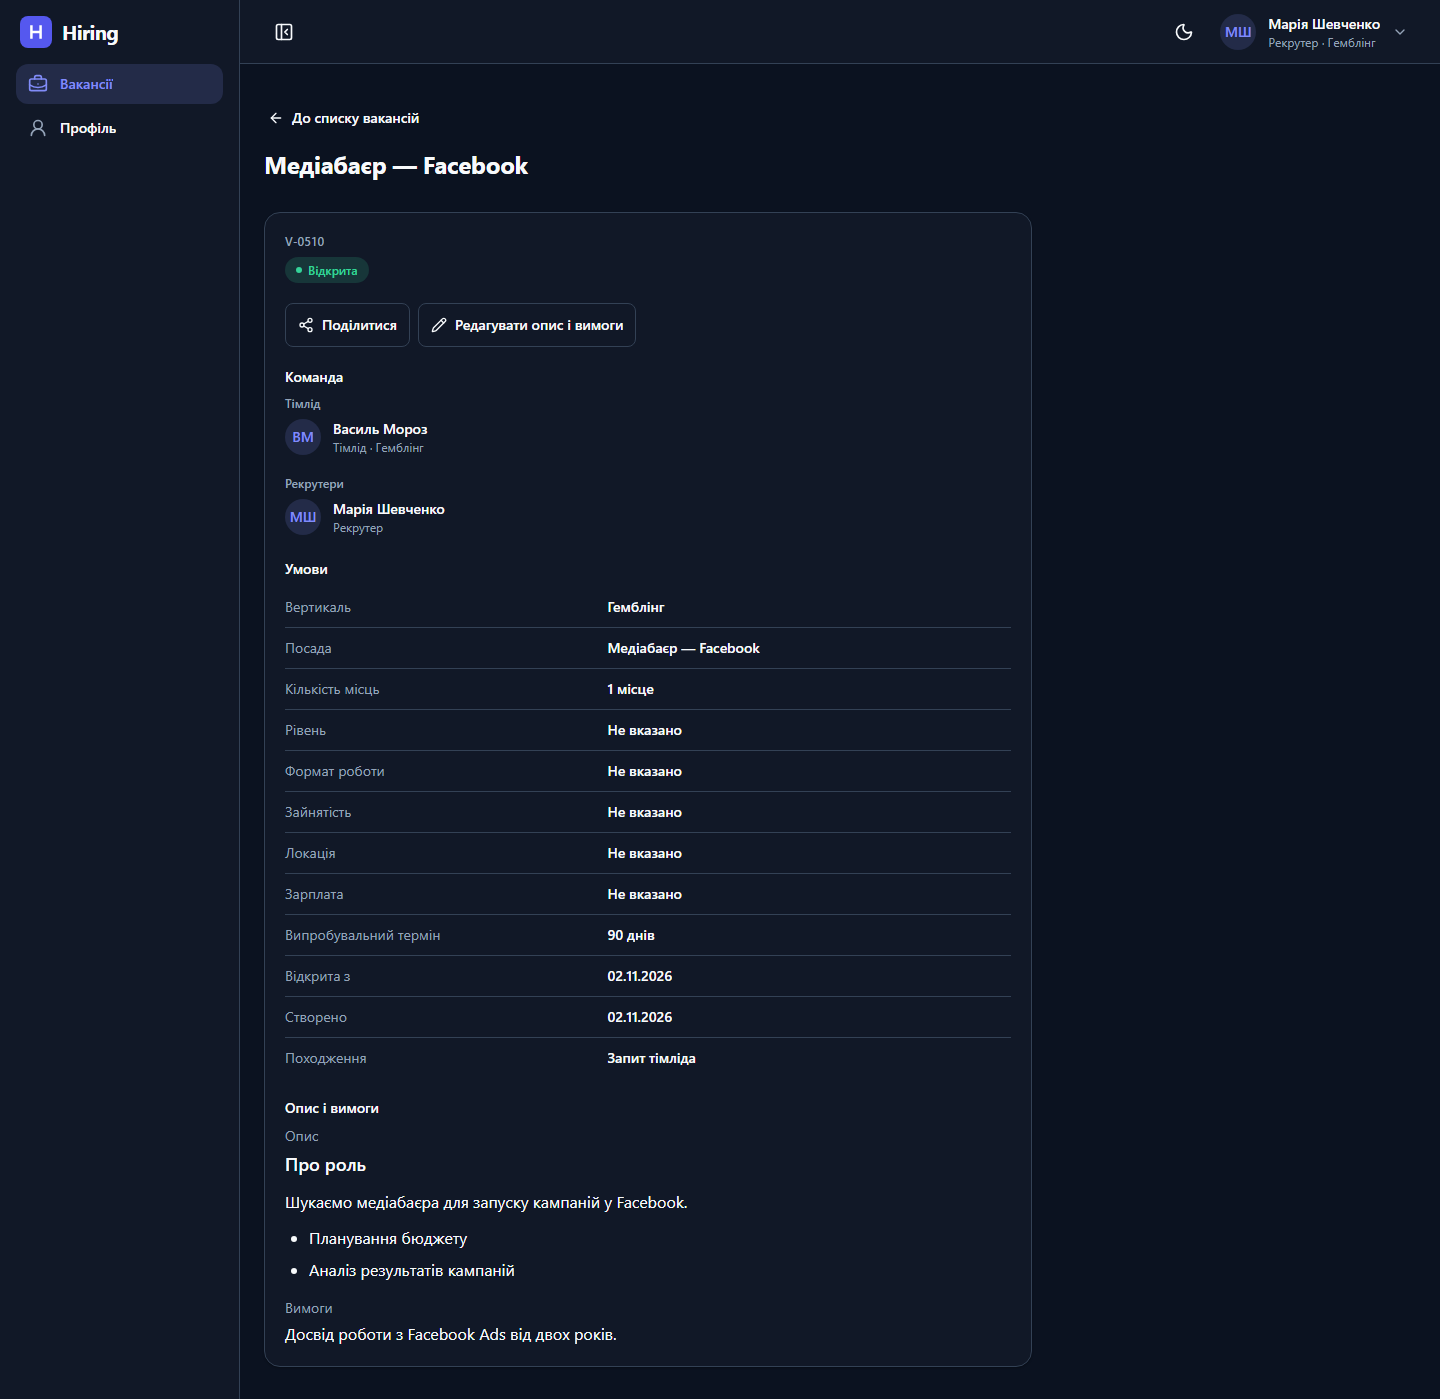 H Hiring
Вакансії
Профіль
МШ
Марія Шевченко
Рекрутер · Гемблінг
До списку вакансій
Медіабаєр — Facebook
V-0510
Відкрита
Поділитися
Редагувати опис і вимоги
Команда
Тімлід
ВМ
Василь Мороз
Тімлід · Гемблінг
Рекрутери
МШ
Марія Шевченко
Рекрутер
Умови
Вертикаль Гемблінг
Посада Медіабаєр — Facebook
Кількість місць 1 місце
Рівень Не вказано
Формат роботи Не вказано
Зайнятість Не вказано
Локація Не вказано
Зарплата Не вказано
Випробувальний термін 90 днів
Відкрита з 02.11.2026
Створено 02.11.2026
Походження Запит тімліда
Опис і вимоги
Опис
Про роль
Шукаємо медіабаєра для запуску кампаній у Facebook.
Планування бюджету
Аналіз результатів кампаній
Вимоги
Досвід роботи з Facebook Ads від двох років.